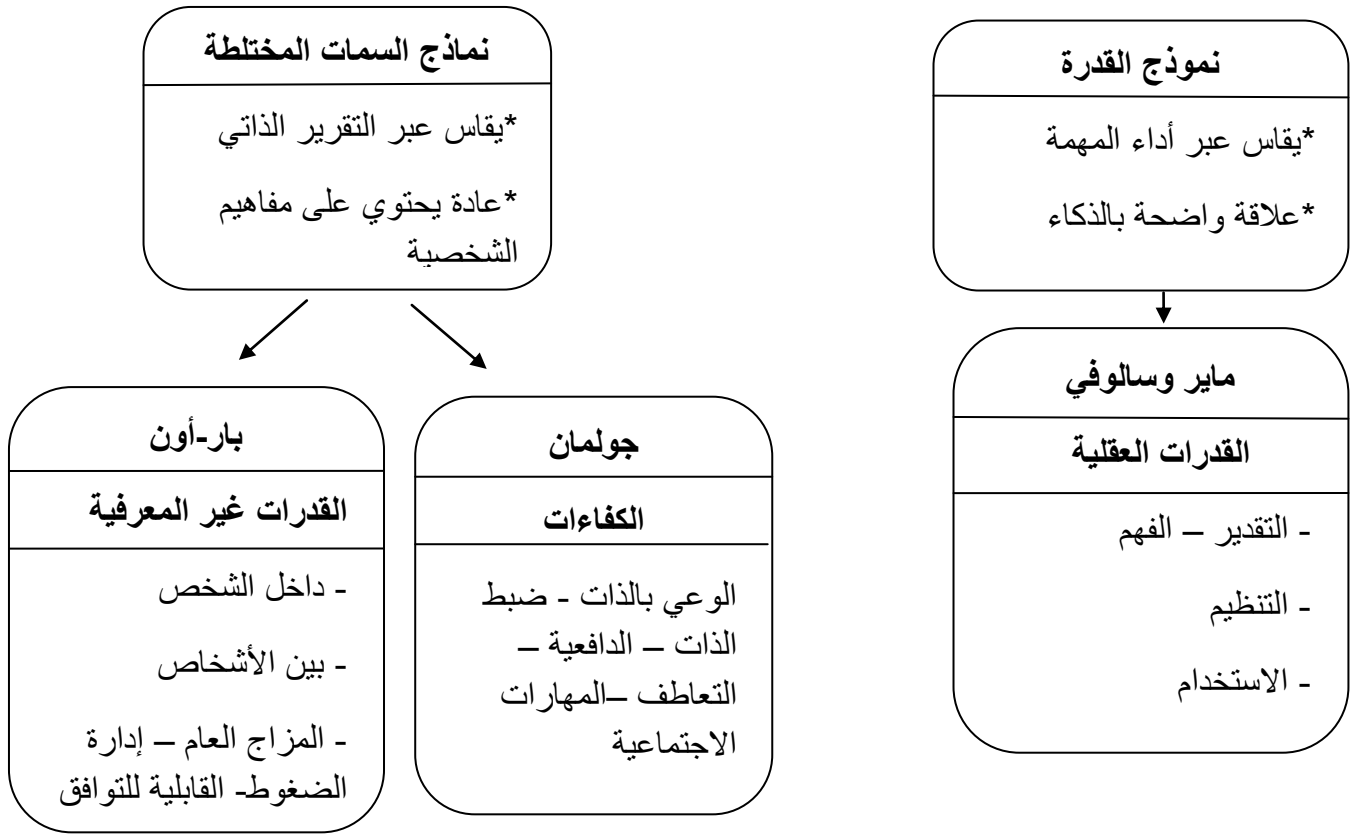 نموذج القدرة
*يقاس عبر أداء المهمة
*علاقة واضحة بالذكاء
ماير وسالوفي
القدرات العقلية
- التقدير – الفهم
- التنظيم
- الاستخدام
نماذج السمات المختلطة
*يقاس عبر التقرير الذاتي
*عادة يحتوي على مفاهيم
الشخصية
جولمان
الكفاءات
الوعي بالذات - ضبط
الذات – الدافعية –
التعاطف –المهارات
الاجتماعية
بار-أون
القدرات غير المعرفية
- داخل الشخص
- بين الأشخاص
- المزاج العام – إدارة
الضغوط- القابلية للتوافق